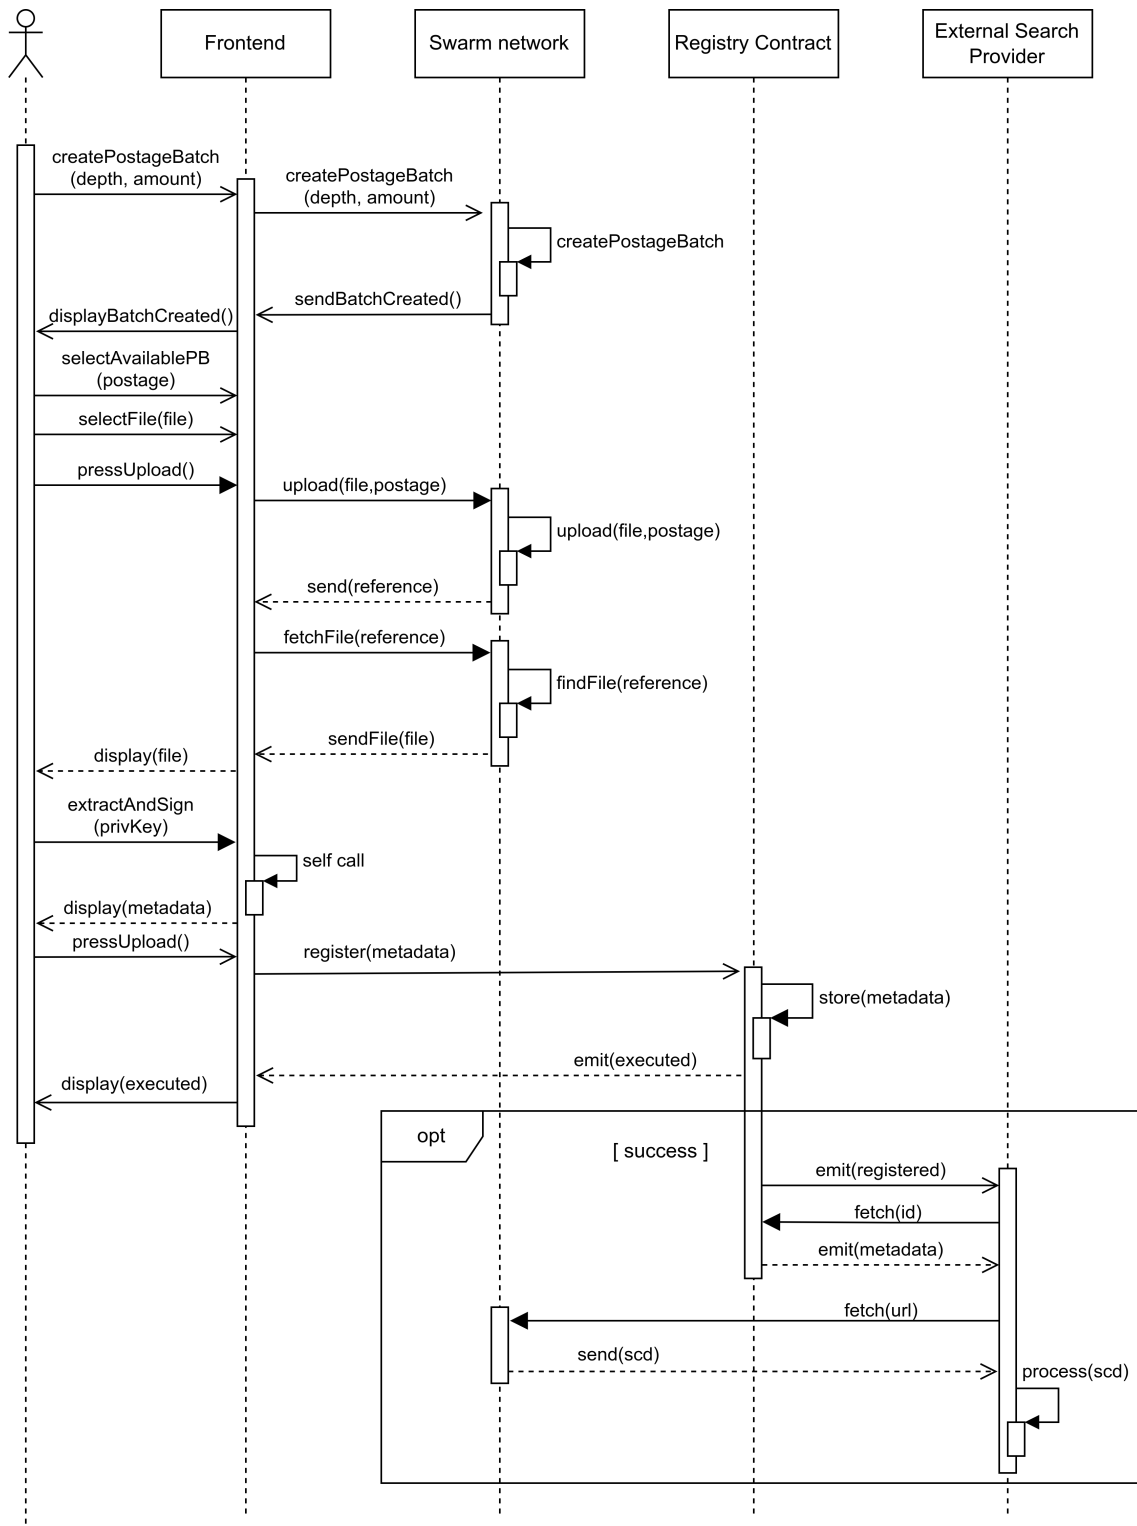 Frontend
Swarm network
Registry Contract
External Search
Provider
createPostageBatch
(depth, amount)
createPostageBatch
(depth, amount)
createPostageBatch
sendBatchCreated()
displayBatchCreated()
selectAvailablePB
(postage)
selectFile(file)
pressUpload()
upload(file,postage)
upload(file,postage)
send(reference)
fetchFile(reference)
findFile(reference)
sendFile(file)
display(file)
extractAndSign
(privKey)
self call
display(metadata)
pressUpload()
register(metadata)
store(metadata)
emit(executed)
display(executed)
opt
[ success ]
emit(registered)
fetch(id)
emit(metadata)
fetch(url)
send(scd)
process(scd)